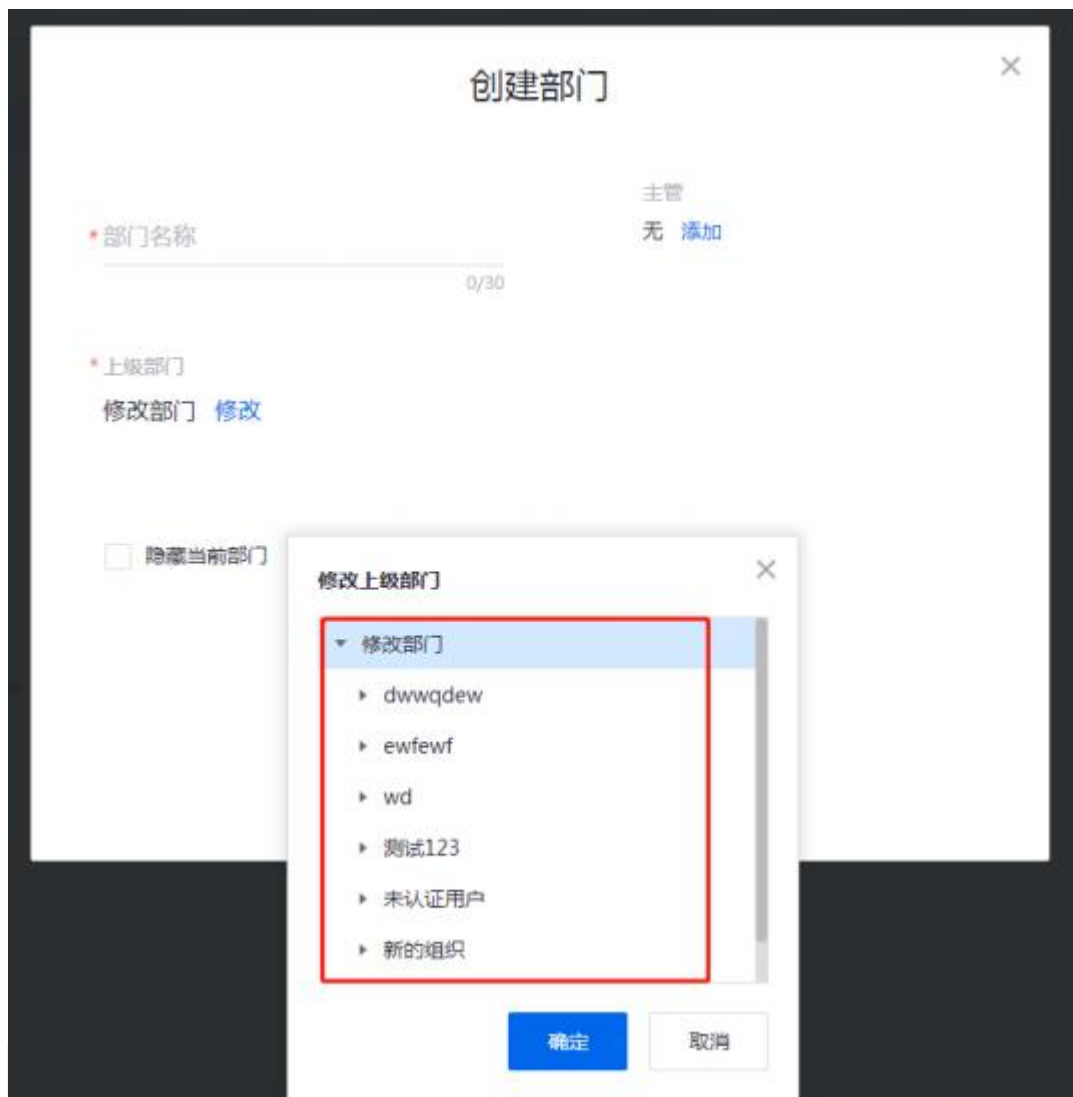 创建部门
主管
*部门名称
无 添加
0/30
*上级部门
修改部门 修改
隐藏当前部门
修改上级部门
修改部门
dwwqdew
ewfewf
wd
测试123
未认证用户
新的组织
确定 取消